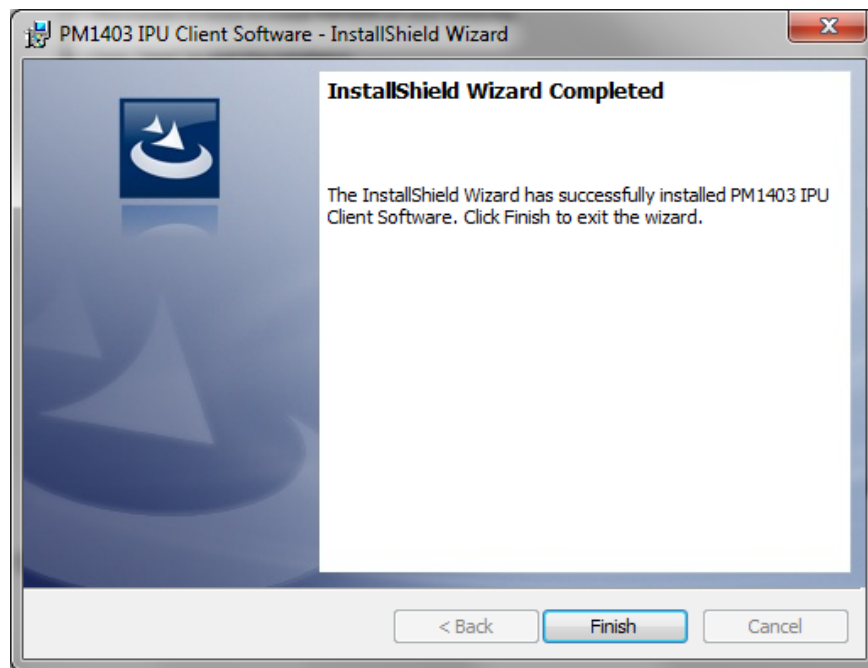 PM1403 IPU Client Software - InstallShield Wizard
InstallShield Wizard Completed
The InstallShield Wizard has successfully installed PM1403 IPU
Client Software. Click Finish to exit the wizard.
< Back Finish Cancel